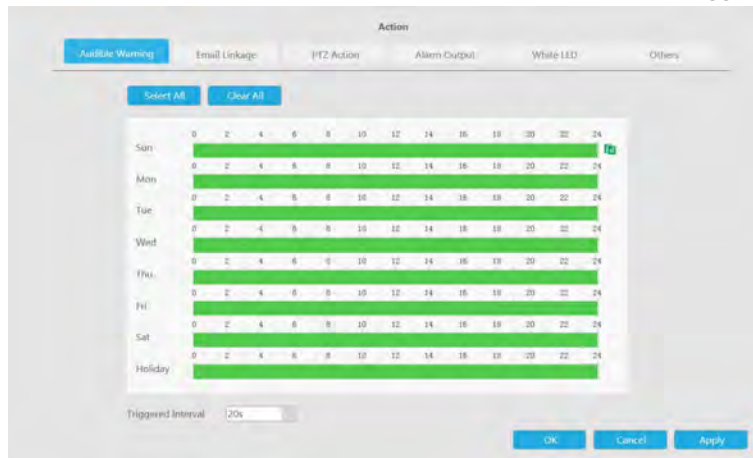 Action
Audible Warning Email Linkage PTZ Action Alarm Output White LED Others
Select All Clear All
0 2 4 6 8 10 12 14 16 18 20 22 24
Sun
0 2 4 6 8 10 12 14 16 18 20 22 24
Mon
0 2 4 6 8 10 12 14 16 18 20 22 24
Tue
0 2 4 6 8 10 12 14 16 18 20 22 24
Wed
0 2 4 6 8 10 12 14 16 18 20 22 24
Thu
0 2 4 6 8 10 12 14 16 18 20 22 24
Fri
0 2 4 6 8 10 12 14 16 18 20 22 24
Sat
0 2 4 6 8 10 12 14 16 18 20 22 24
Holiday
Triggered Interval 20s
OK Cancel Apply